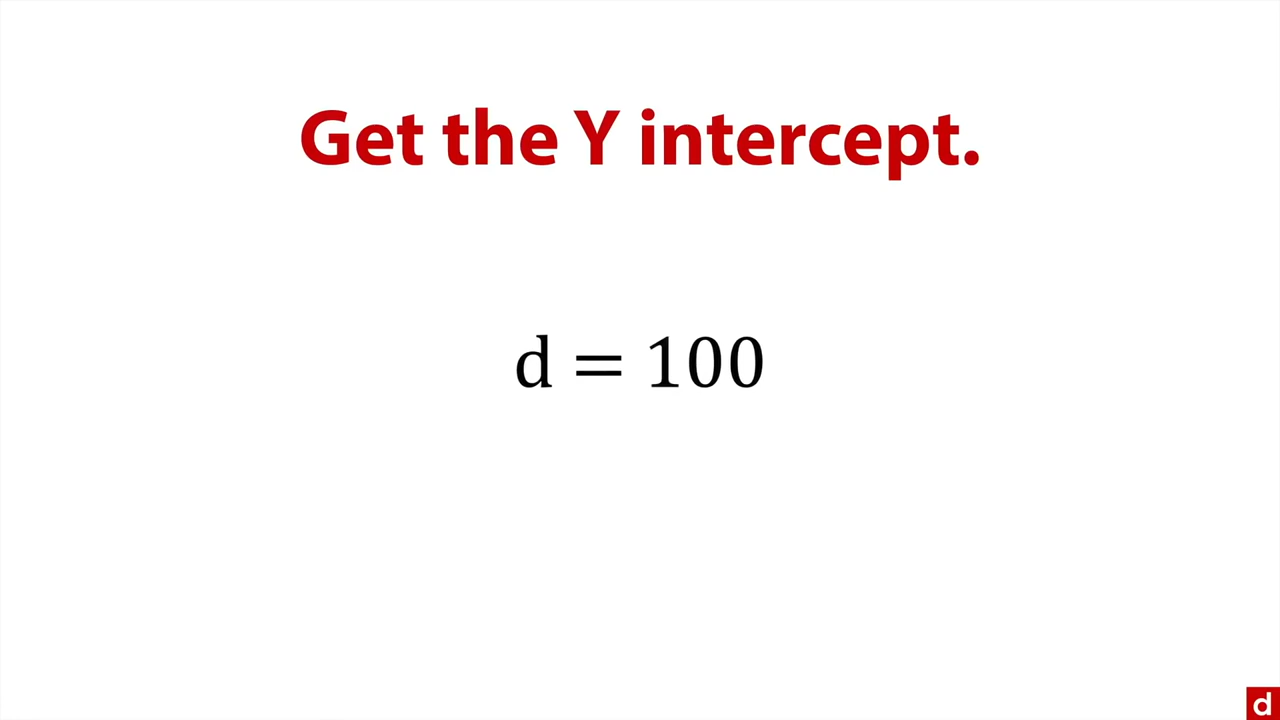 Get the Y intercept.
d = 100
d